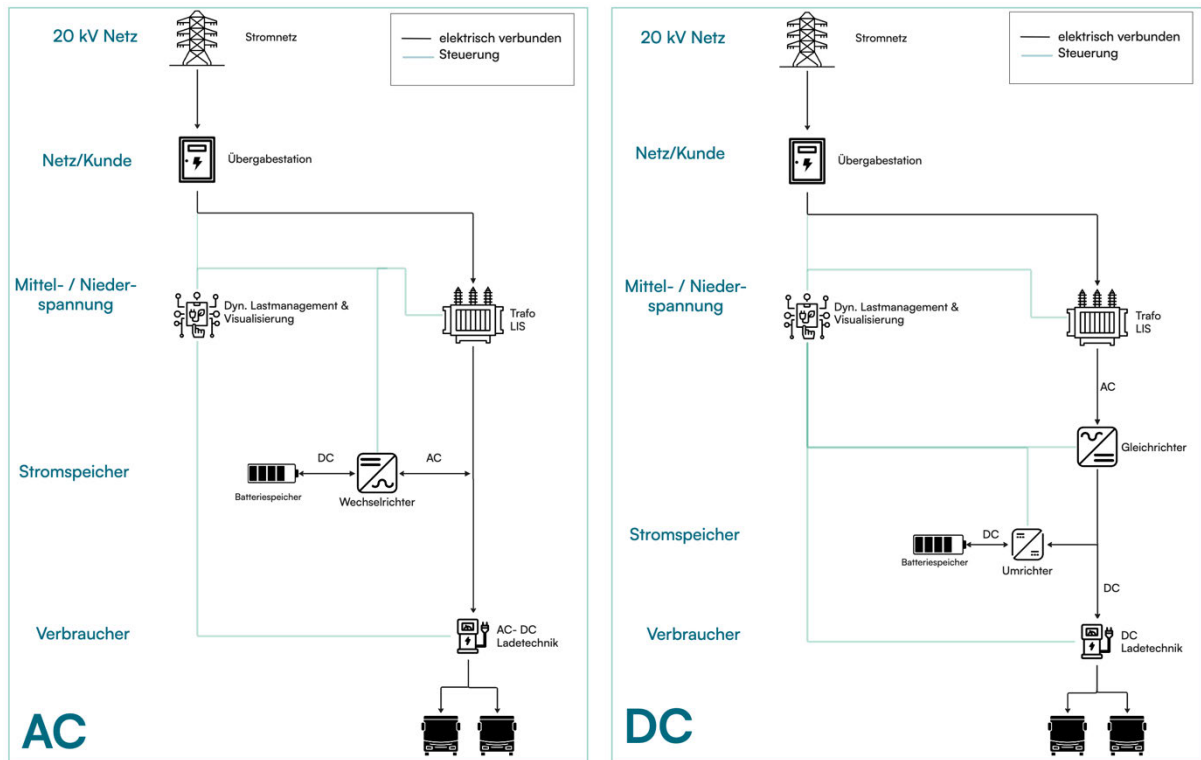 20 kV Netz
Stromnetz
elektrisch verbunden
Steuerung
Netz/Kunde
Übergabestation
Mittel- / Nieder-
spannung
Dyn. Lastmanagement &
Visualisierung
Trafo
LIS
Stromspeicher
DC
AC
Batteriespeicher
Wechselrichter
Verbraucher
AC- DC
Ladetechnik
AC
20 kV Netz
Stromnetz
elektrisch verbunden
Steuerung
Netz/Kunde
Übergabestation
Mittel- / Nieder-
spannung
Dyn. Lastmanagement &
Visualisierung
Trafo
LIS
AC
Gleichrichter
Stromspeicher
DC
Batteriespeicher
Umrichter
DC
Verbraucher
DC
Ladetechnik
DC